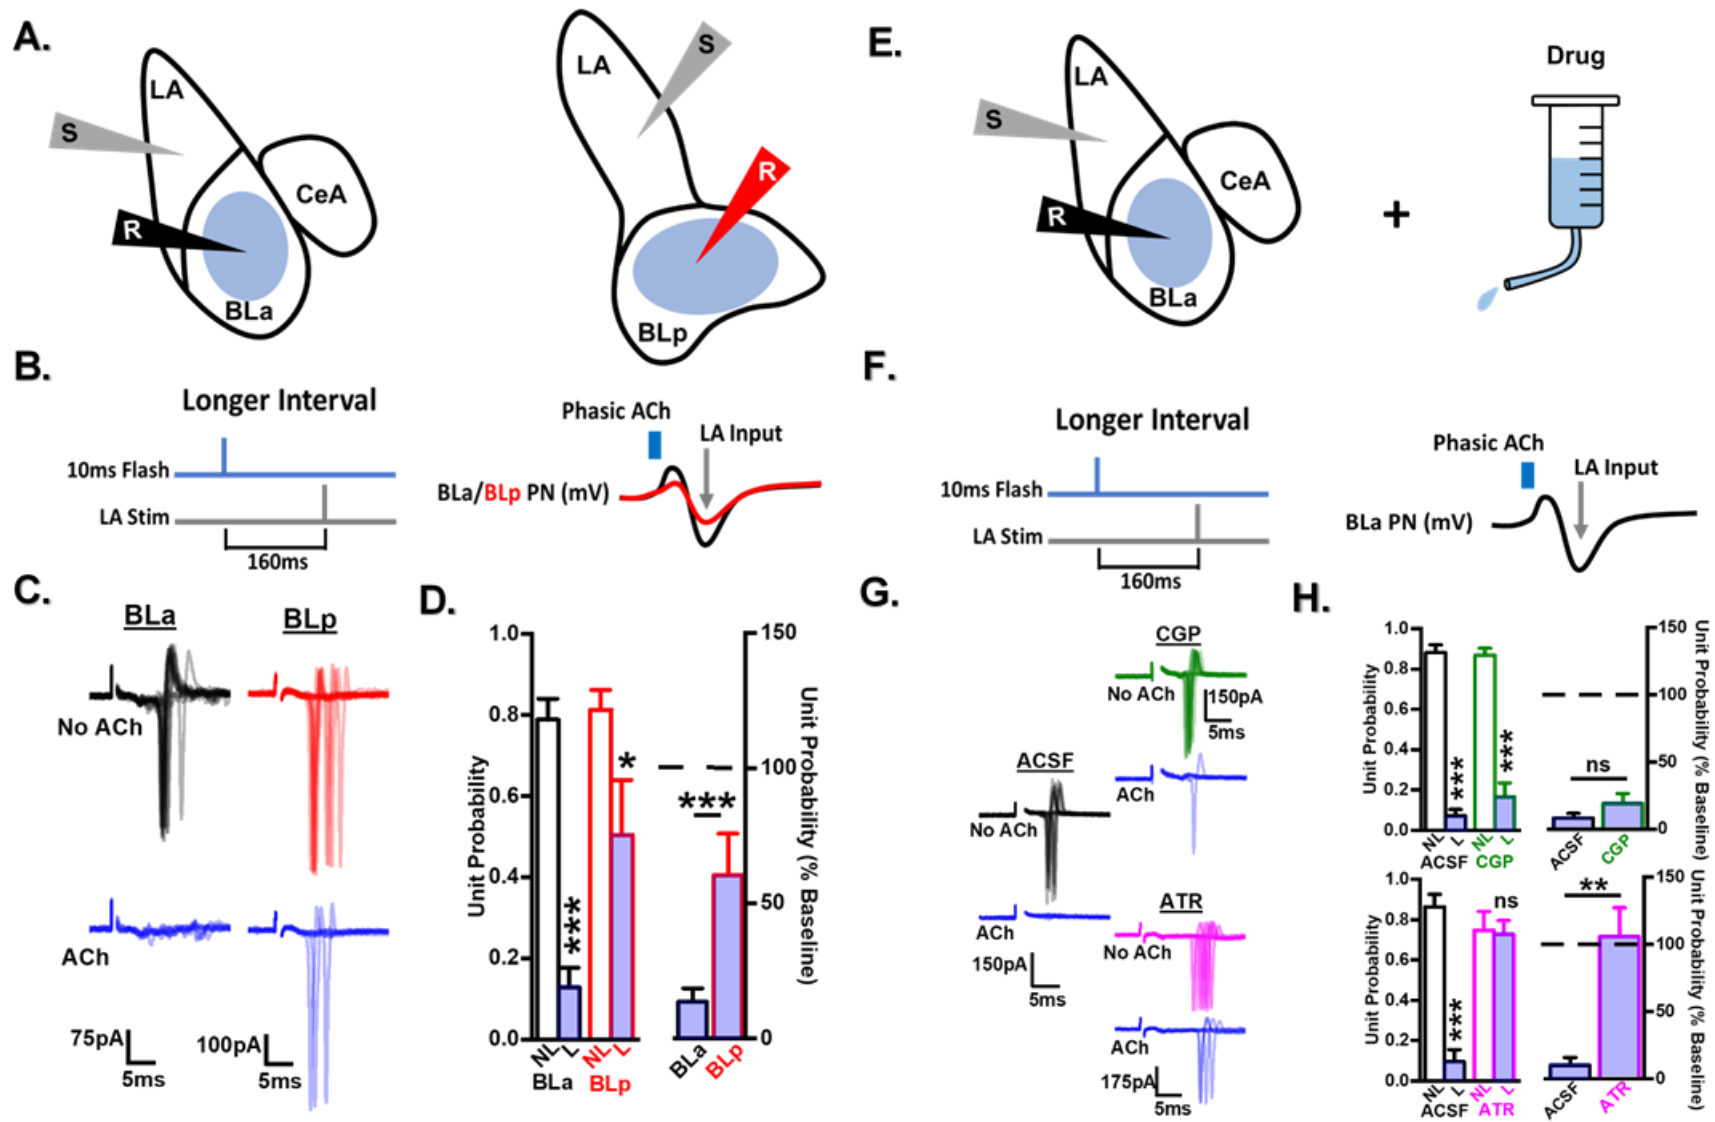 A.
LA
S
R
CeA
BLa
LA
S
R
BLp
B.
Longer Interval
10ms Flash
LA Stim
160ms
Phasic ACh
LA Input
BLa/BLp PN (mV)
C.
BLa
BLp
No ACh
ACh
75pA
5ms
100pA
5ms
D.
1.0
0.8
0.6
0.4
0.2
0.0
Unit Probability
***
*
***
NL
L
NL
L
BLa
BLp
BLa
BLp
150
100
50
0
Unit Probability (% Baseline)
E.
LA
S
R
CeA
BLa
+
Drug
F.
Longer Interval
10ms Flash
LA Stim
160ms
Phasic ACh
LA Input
BLa PN (mV)
G.
CGP
No ACh
150pA
5ms
ACh
ACSF
No ACh
ACh
150pA
5ms
ATR
No ACh
ACh
175pA
5ms
H.
1.0
0.8
0.6
0.4
0.2
0.0
Unit Probability
***
***
NL
L
NL
L
ACSF
CGP
ns
ACSF
CGP
150
100
50
0
Unit Probability (% Baseline)
1.0
0.8
0.6
0.4
0.2
0.0
Unit Probability
***
ns
NL
L
NL
L
ACSF
ATR
**
ACSF
ATR
150
100
50
0
Unit Probability (% Baseline)